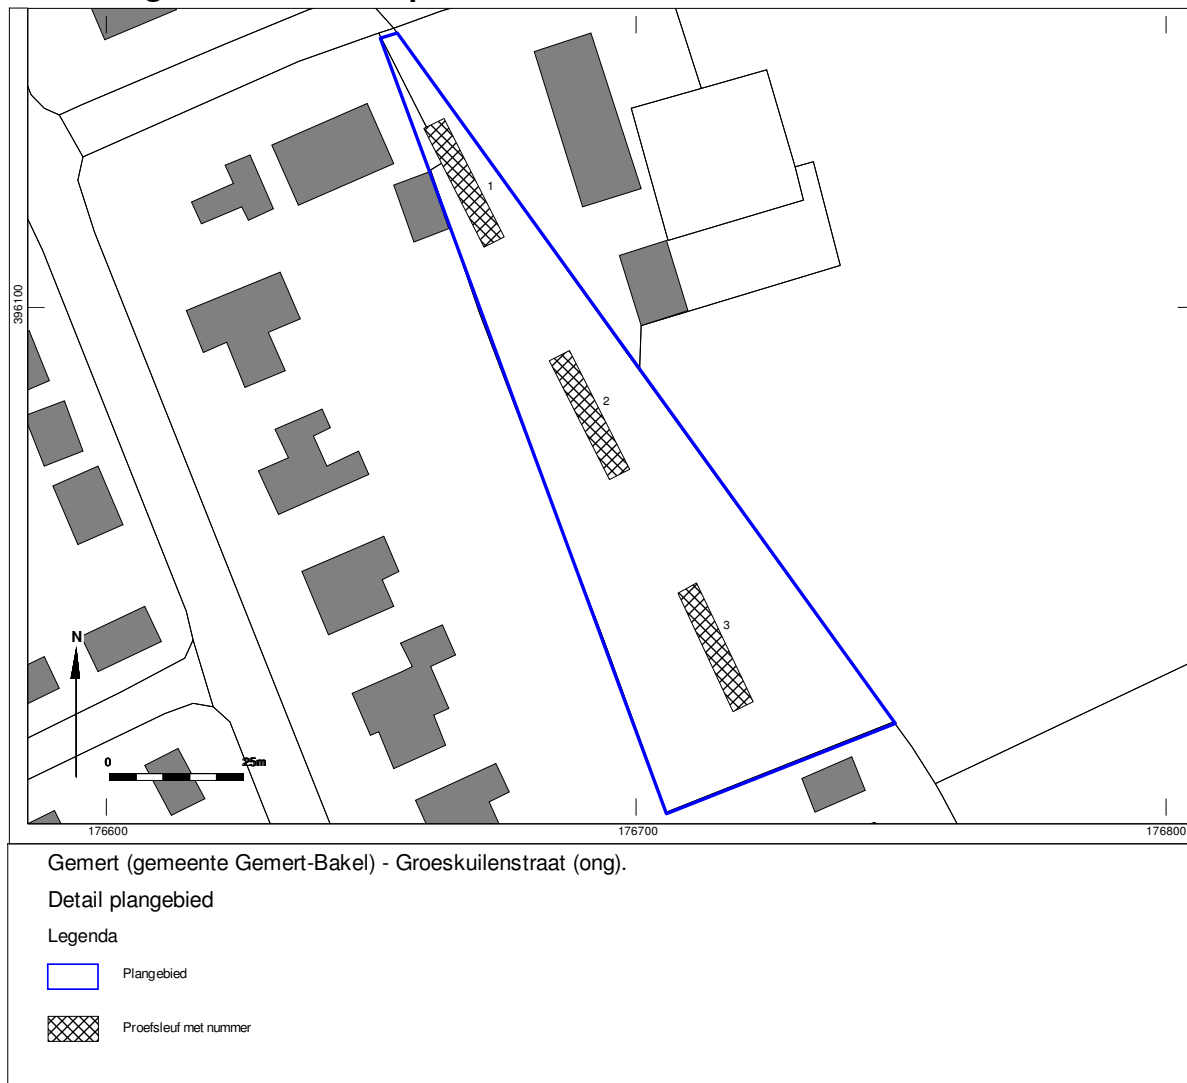 1
396100
2
3
N
0 25m
176600 176700 176800
Gemert (gemeente Gemert-Bakel) - Groeskuilenstraat (ong).
Detail plangebied
Legenda
Plangebied
Proefsleuf met nummer